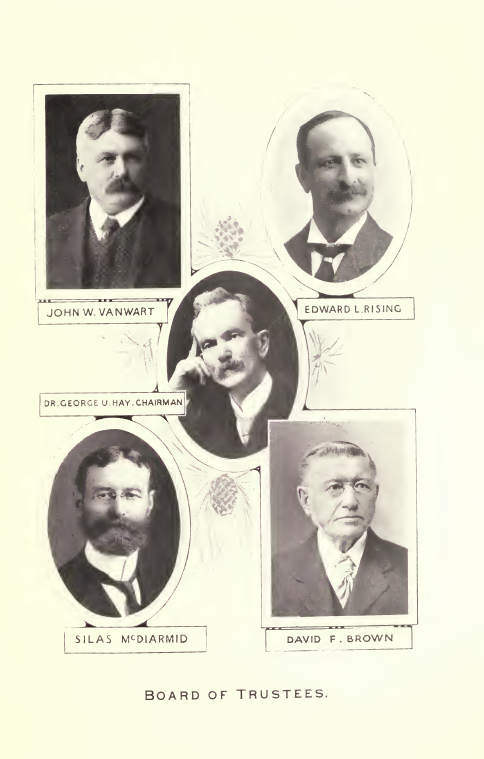 JOHN W. VANWART
EDWARD L. RISING
DR. GEORGE U. HAY. CHAIRMAN
SILAS McDIARMID
DAVID F. BROWN
BOARD OF TRUSTEES.